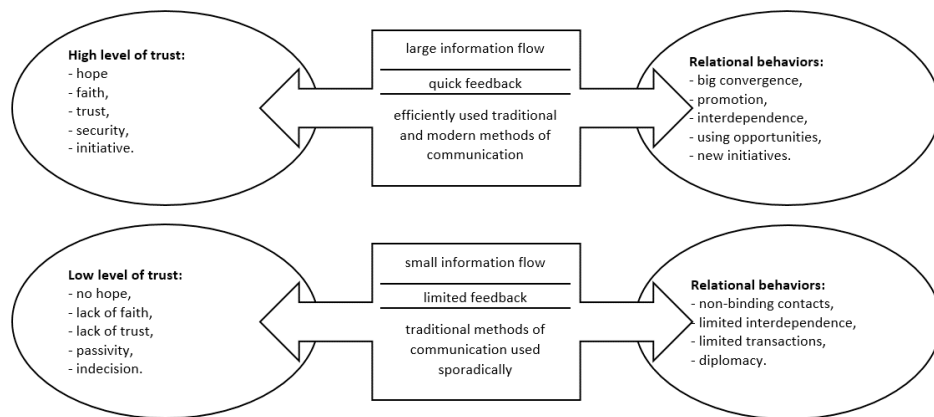 High level of trust:
- hope
- faith,
- trust,
- security,
- initiative.
large information flow
quick feedback
efficiently used traditional
and modern methods of
communication
Relational behaviors:
- big convergence,
- promotion,
- interdependence,
- using opportunities,
- new initiatives.
Low level of trust:
- no hope,
- lack of faith,
- lack of trust,
- passivity,
- indecision.
small information flow
limited feedback
traditional methods of
communication used
sporadically
Relational behaviors:
- non-binding contacts,
- limited interdependence,
- limited transactions,
- diplomacy.